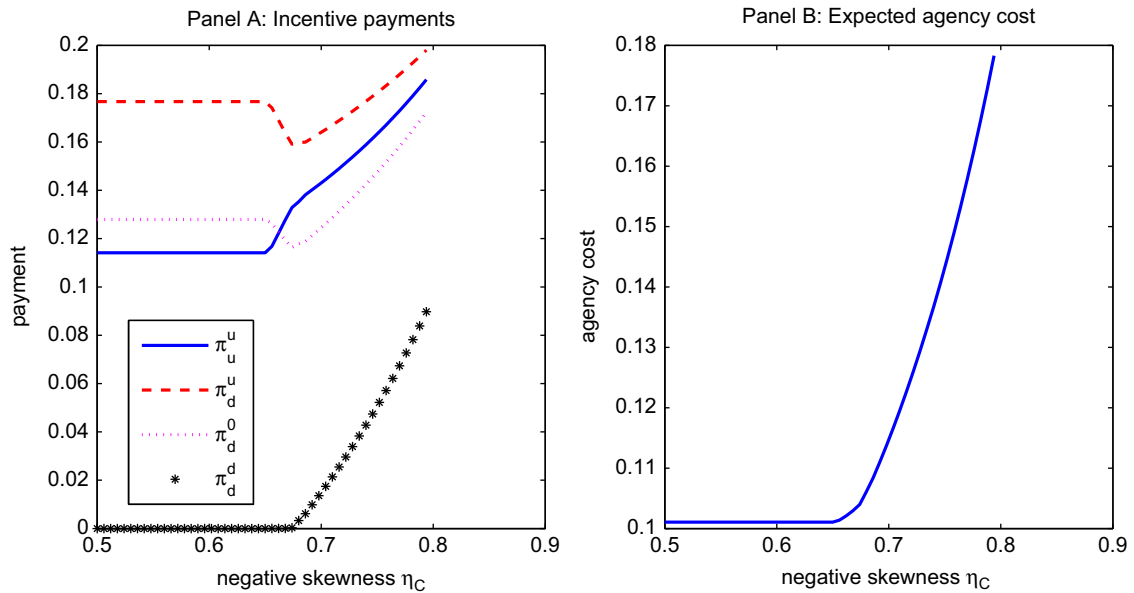 Panel A: Incentive payments
0.2
0.18
0.16
0.14
0.12
0.1
0.08
0.06
0.04
0.02
0
payment
π_u^u
π_d^u
π_d^0
π_d^d
0.5 0.6 0.7 0.8 0.9
negative skewness η_C
Panel B: Expected agency cost
0.18
0.17
0.16
0.15
0.14
0.13
0.12
0.11
0.1
agency cost
0.5 0.6 0.7 0.8 0.9
negative skewness η_C